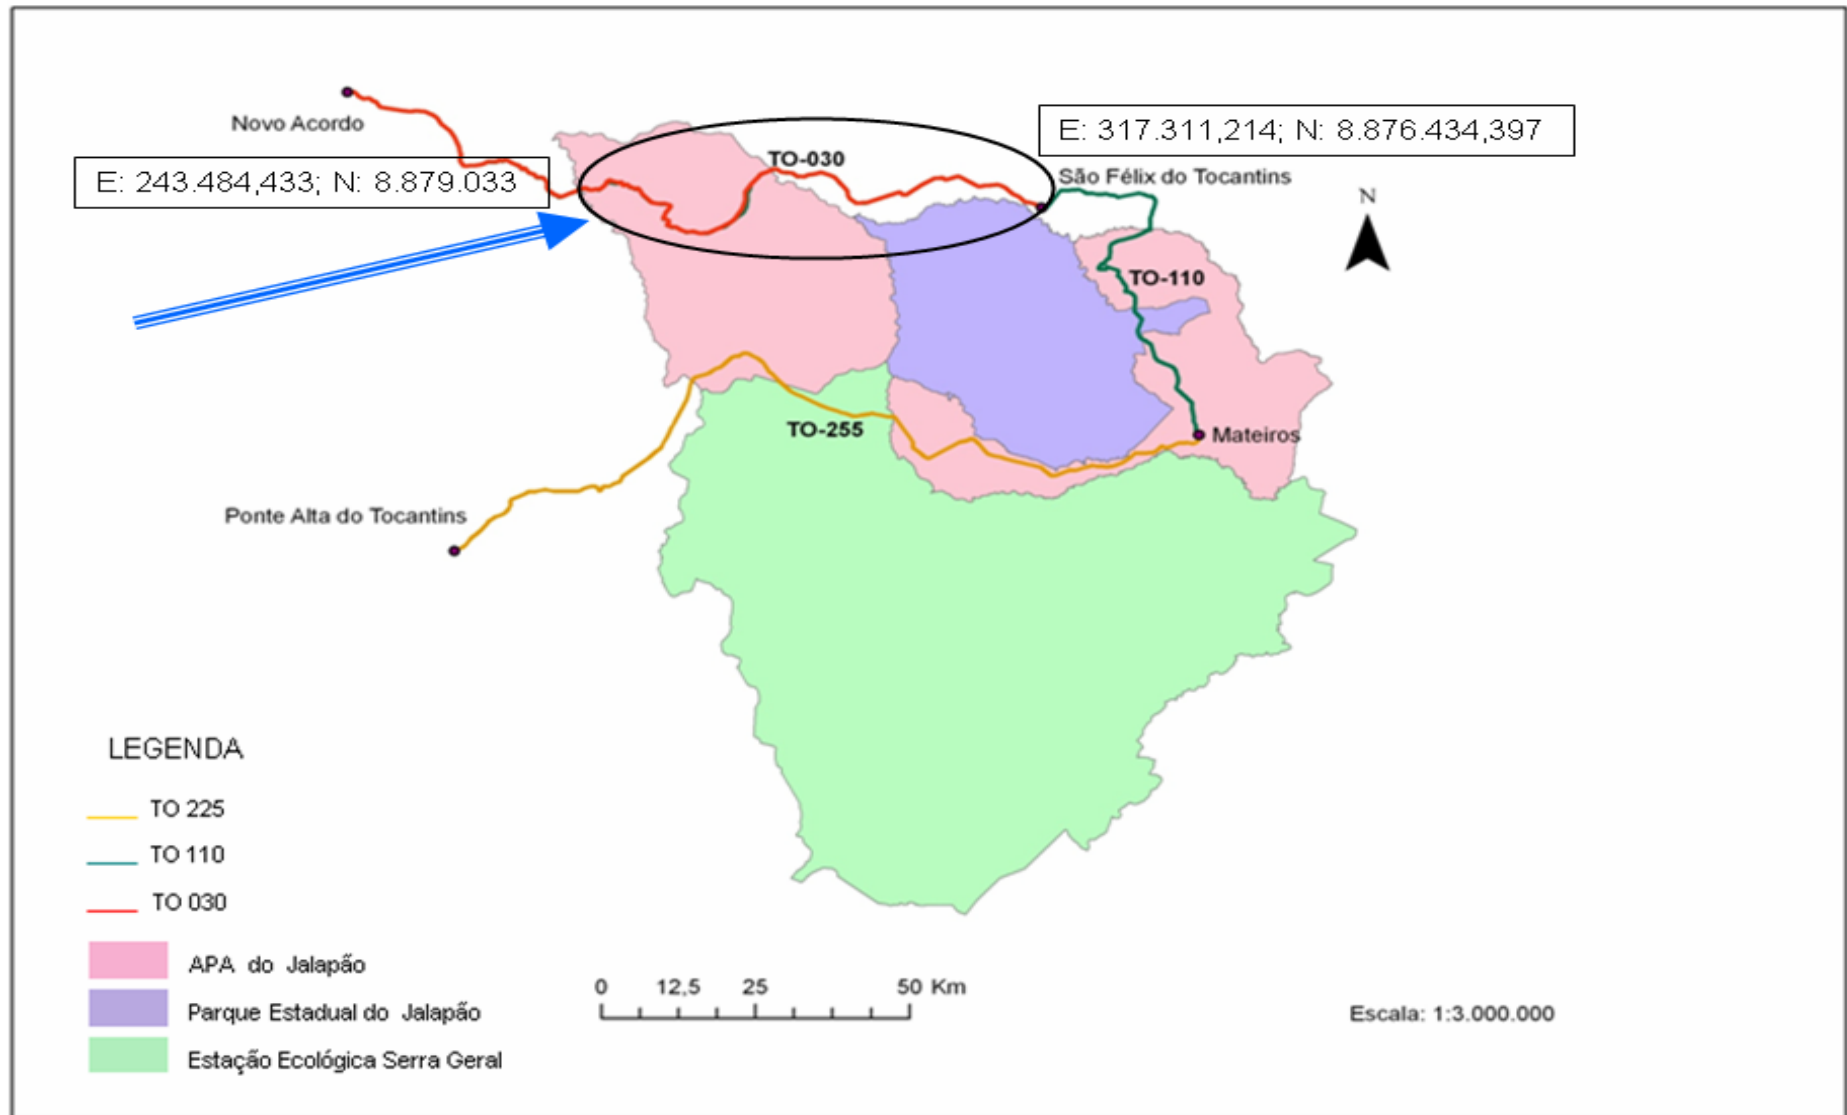 Novo Acordo
E: 317.311,214; N: 8.876.434,397
TO-030
E: 243.484,433; N: 8.879.033
São Félix do Tocantins
N
TO-110
TO-255
Mateiros
Ponte Alta do Tocantins
LEGENDA
TO 225
TO 110
TO 030
APA do Jalapão
Parque Estadual do Jalapão
Estação Ecológica Serra Geral
0 12,5 25 50 Km
Escala: 1:3.000.000